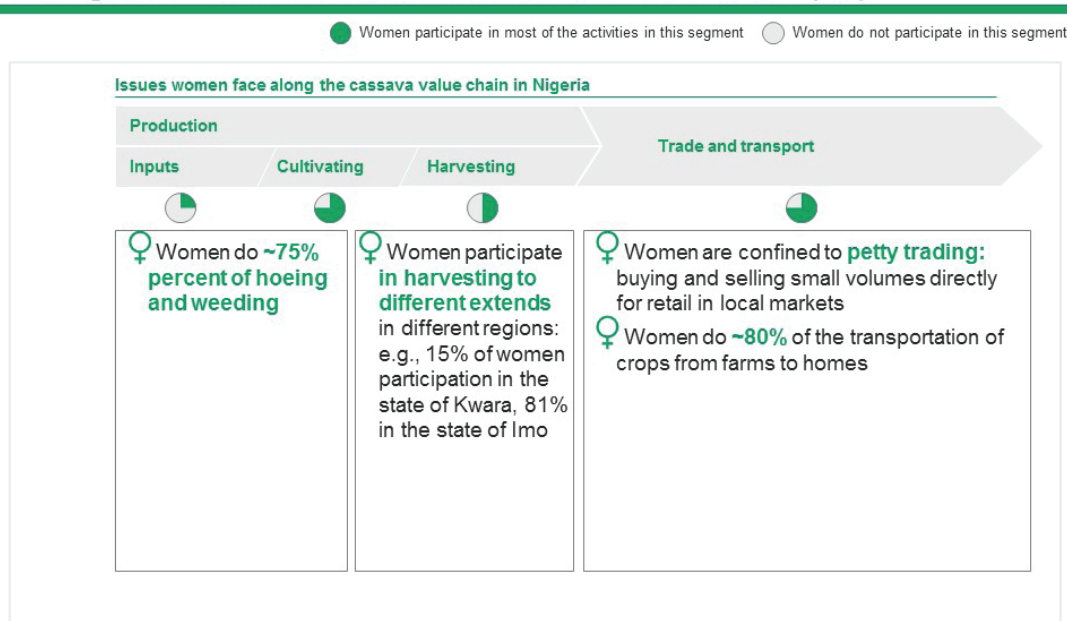 Women participate in most of the activities in this segment
Women do not participate in this segment
Issues women face along the cassava value chain in Nigeria
Production
Trade and transport
Inputs
Cultivating
Harvesting
Women do ~75%
percent of hoeing
and weeding
Women participate
in harvesting to
different extends
in different regions:
e.g., 15% of women
participation in the
state of Kwara, 81%
in the state of Imo
Women are confined to petty trading:
buying and selling small volumes directly
for retail in local markets
Women do ~80% of the transportation of
crops from farms to homes